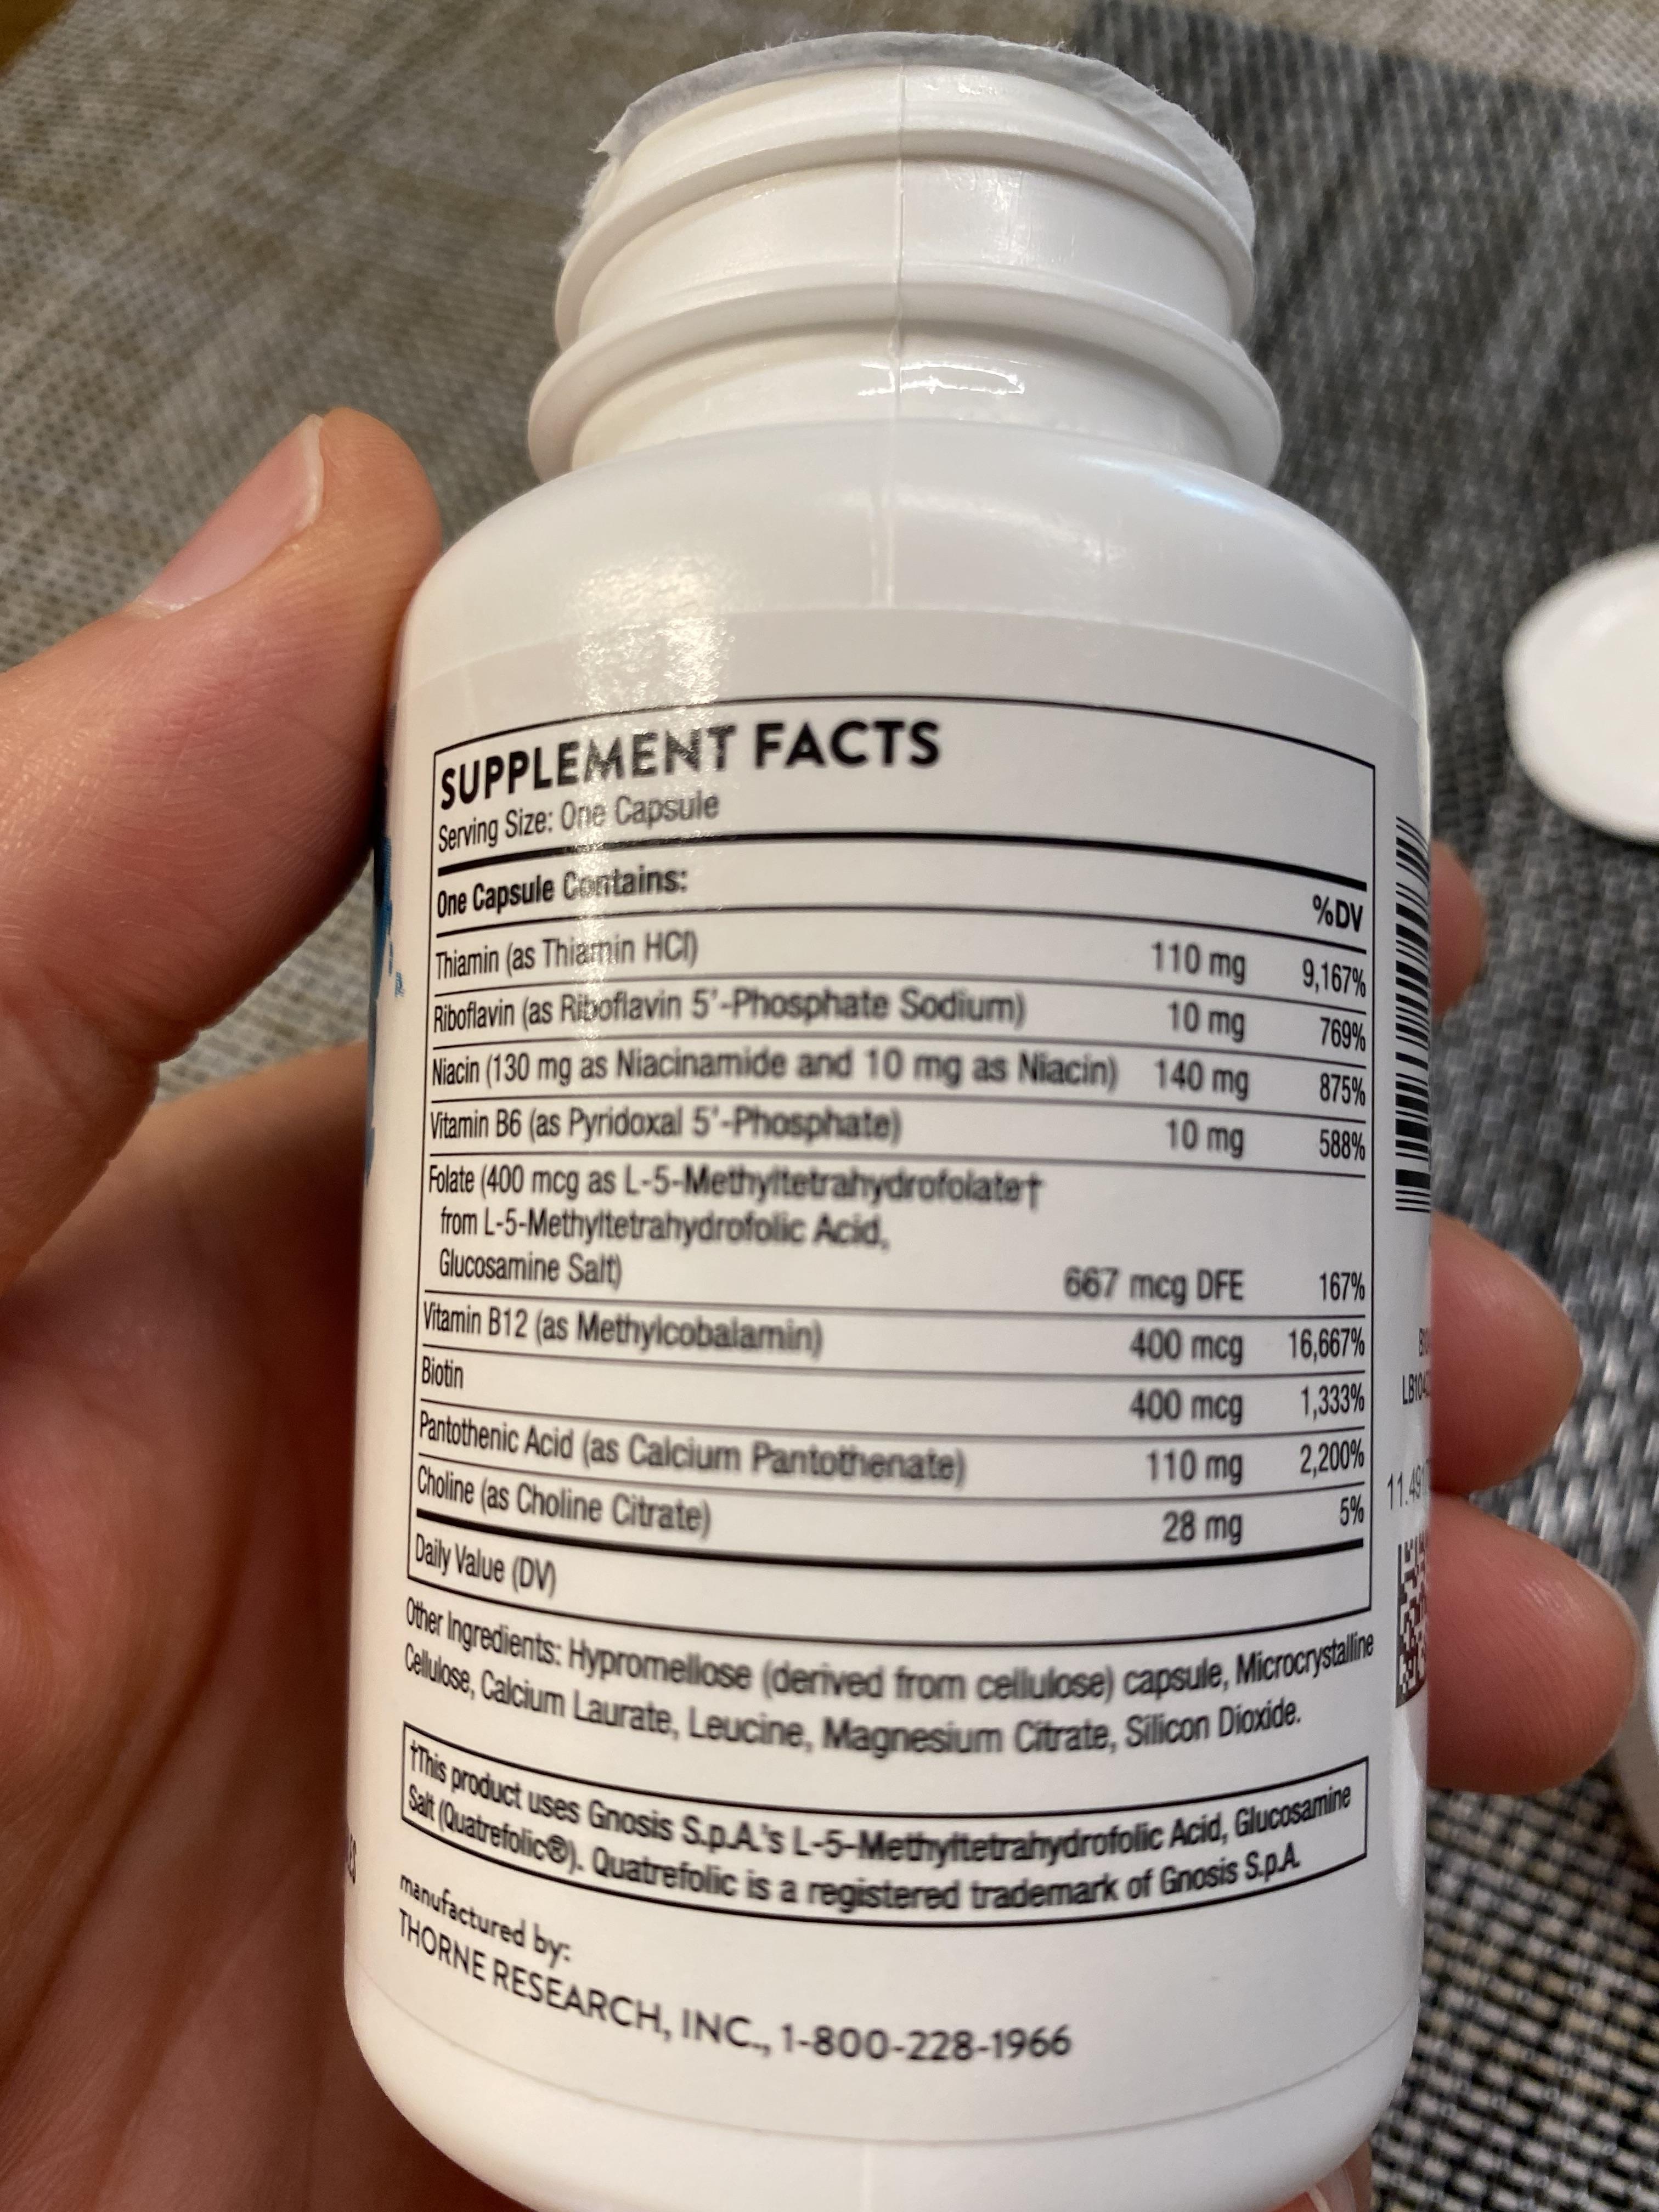 SUPPLEMENT FACTS
Serving Size: One Capsule
One Capsule Contains: %DV
Thiamin (as Thiamin HCl) 110 mg 9,167%
Riboflavin (as Riboflavin 5'-Phosphate Sodium) 10 mg 769%
Niacin (130 mg as Niacinamide and 10 mg as Niacin) 140 mg 875%
Vitamin B6 (as Pyridoxal 5'-Phosphate) 10 mg 588%
Folate (400 mcg as L-5-Methyltetrahydrofolate†
from L-5-Methyltetrahydrofolic Acid,
Glucosamine Salt) 667 mcg DFE 167%
Vitamin B12 (as Methylcobalamin) 400 mcg 16,667%
Biotin 400 mcg 1,333%
Pantothenic Acid (as Calcium Pantothenate) 110 mg 2,200%
Choline (as Choline Citrate) 28 mg 5%
Daily Value (DV)
Other Ingredients: Hypromellose (derived from cellulose) capsule, Microcrystalline
Cellulose, Calcium Laurate, Leucine, Magnesium Citrate, Silicon Dioxide.
†This product uses Gnosis S.p.A.'s L-5-Methyltetrahydrofolic Acid, Glucosamine
Salt (Quatrefolic®). Quatrefolic is a registered trademark of Gnosis S.p.A.
manufactured by:
THORNE RESEARCH, INC., 1-800-228-1966